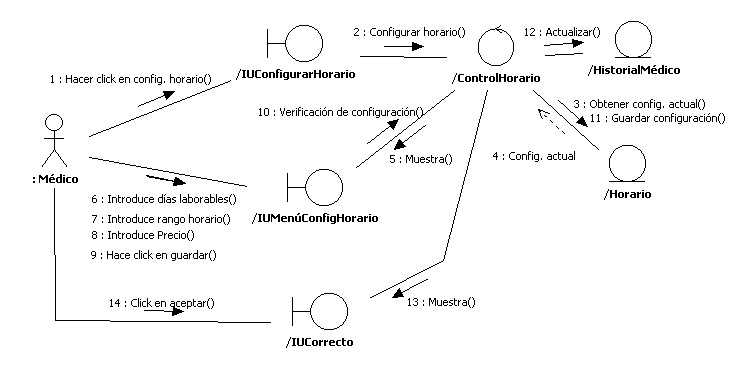 2 : Configurar horario()
12 : Actualizar()
/IUConfigurarHorario
/ControlHorario
/HistorialMédico
1 : Hacer click en config. horario()
3 : Obtener config. actual()
10 : Verificación de configuración()
11 : Guardar configuración()
5 : Muestra()
4 : Config. actual
: Médico
/Horario
6 : Introduce días laborables()
7 : Introduce rango horario()
/IUMenúConfigHorario
8 : Introduce Precio()
9 : Hace click en guardar()
14 : Click en aceptar()
13 : Muestra()
/IUCorrecto